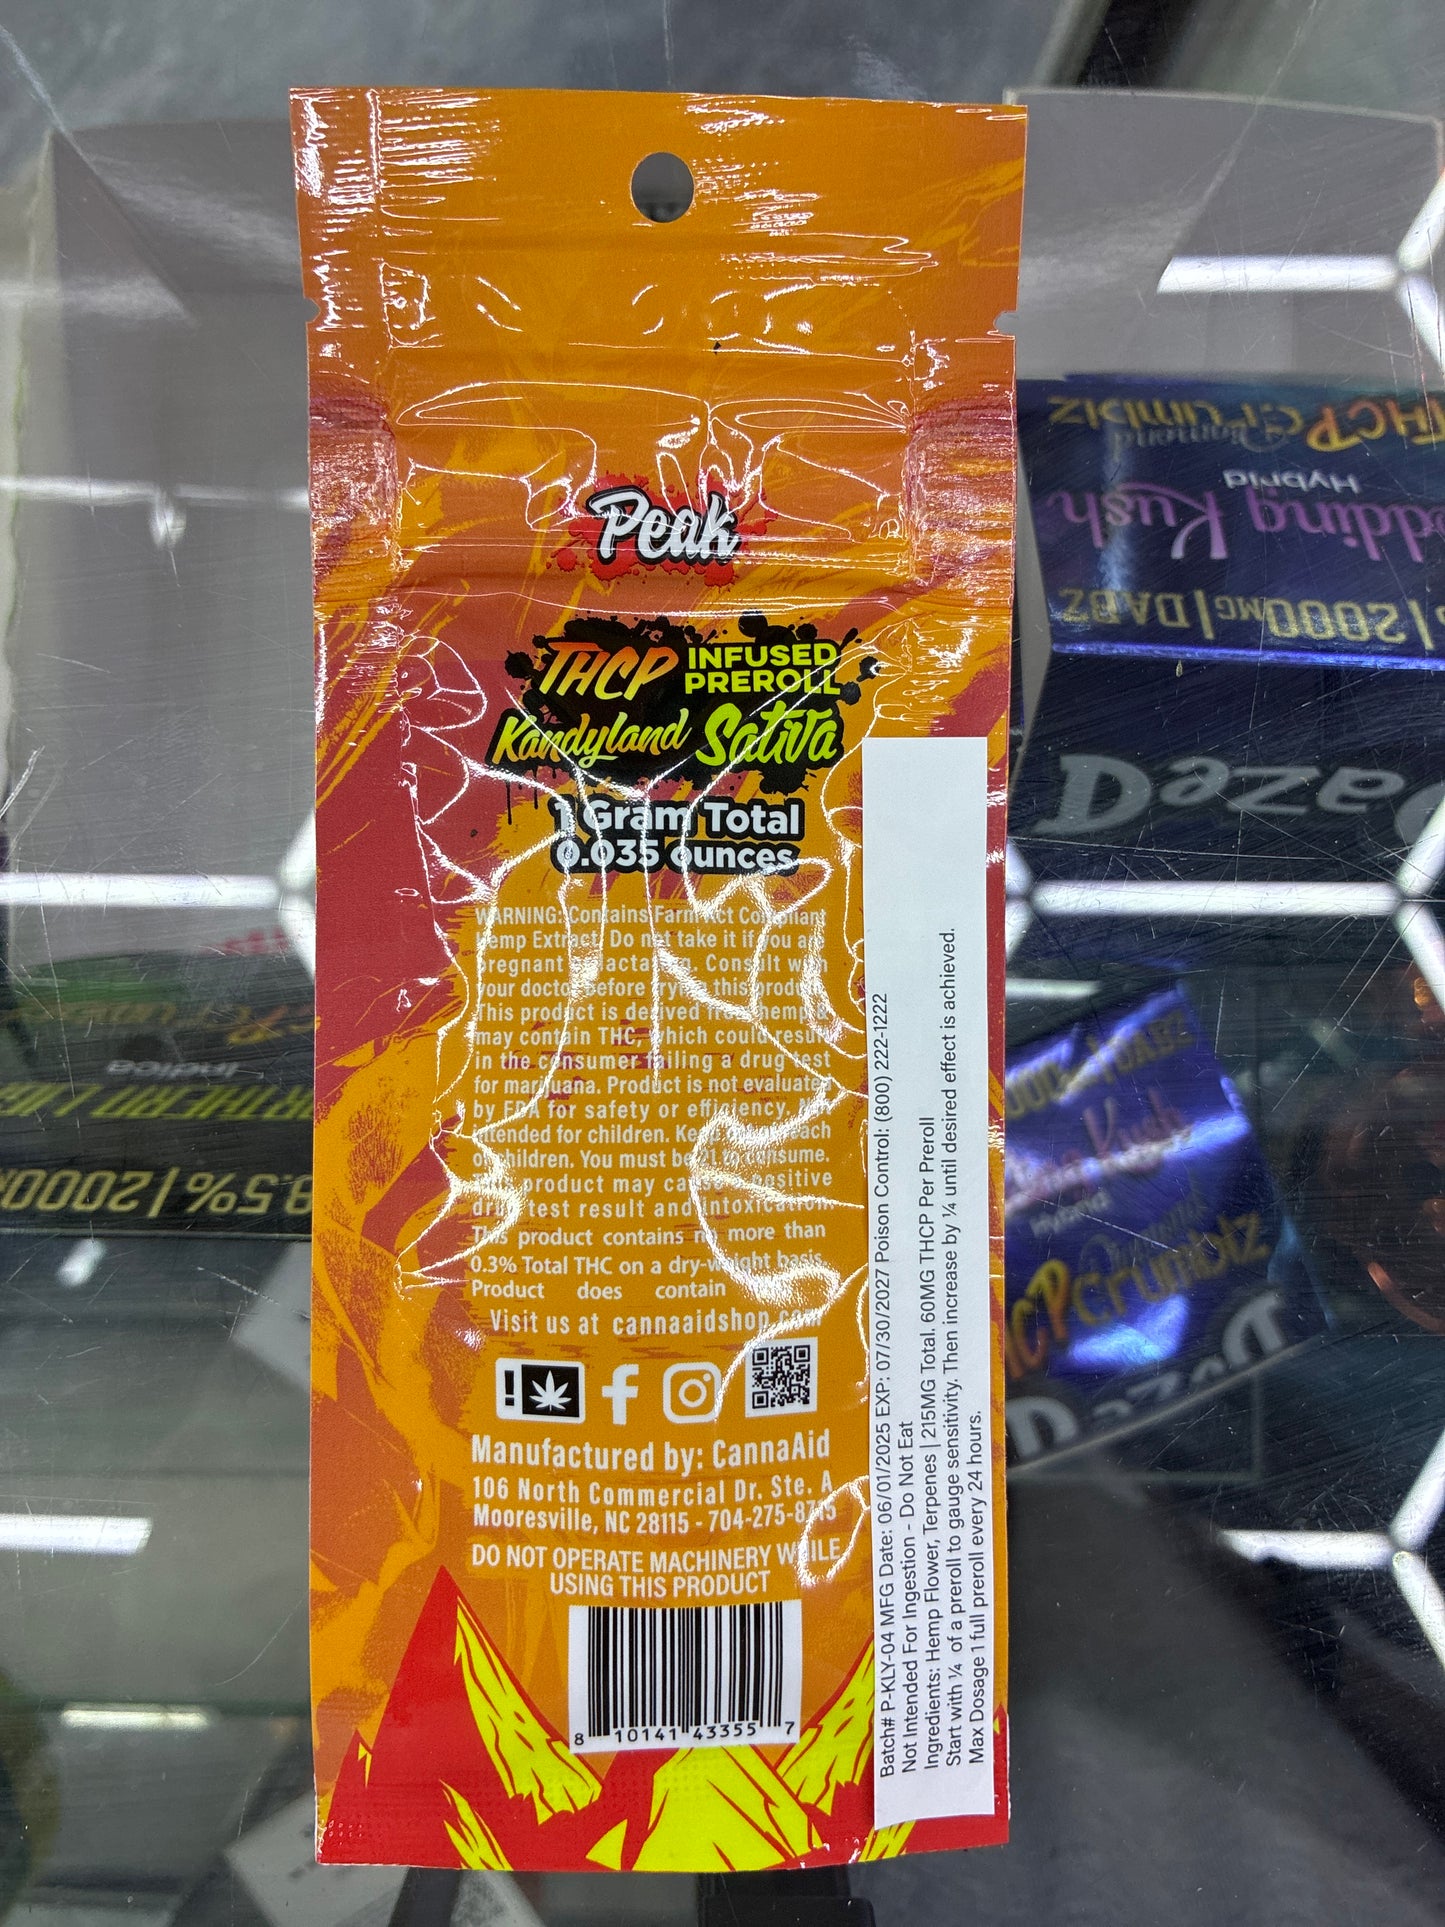 Peak
THCP INFUSED
PREROLL
Kandyland Sativa
1 Gram Total
0.035 ounces
WARNING: Contains Farm Act Compliant
Hemp Extract. Do not take it if you are
pregnant lactating. Consult with
your doctor before trying this product.
This product is derived from hemp &
may contain THC, which could result
in the consumer failing a drug test
for marijuana. Product is not evaluated
by FDA for safety or efficiency. Not
intended for children. Keep out of reach
of children. You must be 21 to consume.
This product may cause positive
drug test result and intoxication.
This product contains no more than
0.3% Total THC on a dry-weight basis
Product does contain
Visit us at cannaaidshop.com
Manufactured by: CannaAid
106 North Commercial Dr. Ste. A
Mooresville, NC 28115 - 704-275-8715
DO NOT OPERATE MACHINERY WHILE
USING THIS PRODUCT
8 10141 43355 7
Batch# P-KLY-04 MFG Date: 06/01/2025 EXP: 07/30/2027 Poison Control: (800) 222-1222
Not Intended For Ingestion - Do Not Eat
Ingredients: Hemp Flower, Terpenes | 215MG Total. 60MG THCP Per Preroll
Start with ¼ of a preroll to gauge sensitivity. Then increase by ¼ until desired effect is achieved.
Max Dosage 1 full preroll every 24 hours.
THCP Crumblz
Diamond
Hybrid
Kush
2000MG | DABZ
Dazed
Indica
Kush
Hybrid
Crumblz